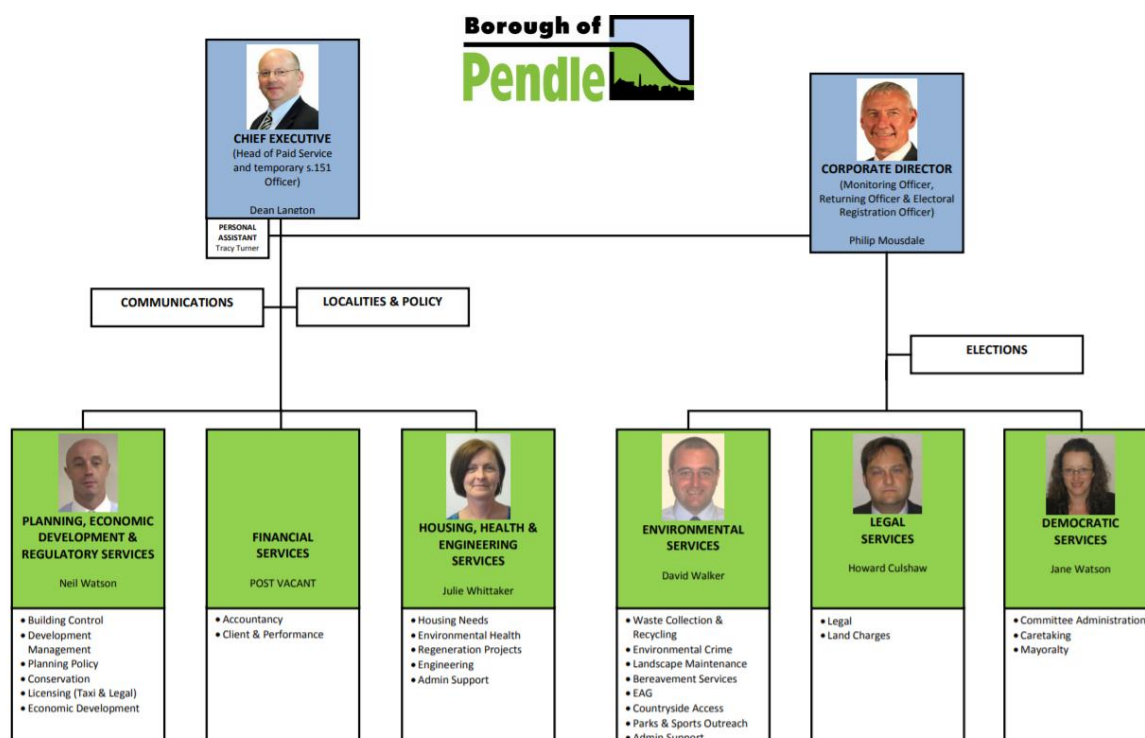 Borough of
Pendle
CHIEF EXECUTIVE
(Head of Paid Service
and temporary s.151
Officer)
Dean Langton
PERSONAL
ASSISTANT
Tracy Turner
CORPORATE DIRECTOR
(Monitoring Officer,
Returning Officer & Electoral
Registration Officer)
Philip Mousdale
COMMUNICATIONS
LOCALITIES & POLICY
ELECTIONS
PLANNING, ECONOMIC
DEVELOPMENT &
REGULATORY SERVICES
Neil Watson
• Building Control
• Development
Management
• Planning Policy
• Conservation
• Licensing (Taxi & Legal)
• Economic Development
FINANCIAL
SERVICES
POST VACANT
• Accountancy
• Client & Performance
HOUSING, HEALTH &
ENGINEERING
SERVICES
Julie Whittaker
• Housing Needs
• Environmental Health
• Regeneration Projects
• Engineering
• Admin Support
ENVIRONMENTAL
SERVICES
David Walker
• Waste Collection &
Recycling
• Environmental Crime
• Landscape Maintenance
• Bereavement Services
• EAG
• Countryside Access
• Parks & Sports Outreach
• Admin Support
LEGAL
SERVICES
Howard Culshaw
• Legal
• Land Charges
DEMOCRATIC
SERVICES
Jane Watson
• Committee Administration
• Caretaking
• Mayoralty